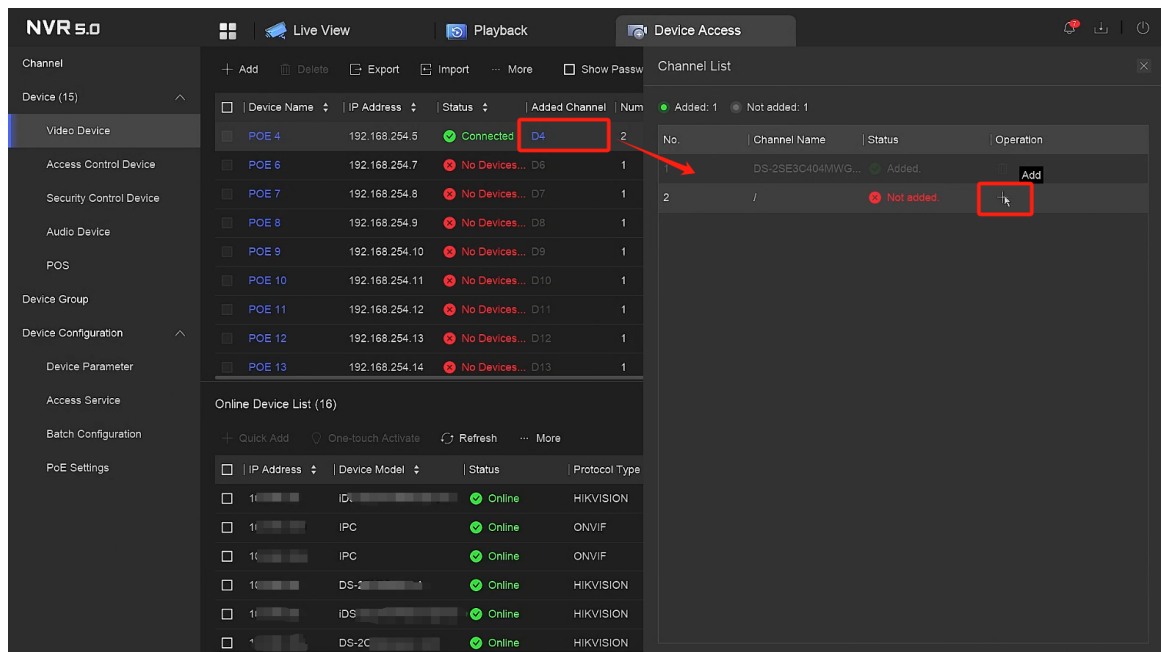 NVR 5.0
Live View
Playback
Device Access
Channel
Device (15)
Video Device
Access Control Device
Security Control Device
Audio Device
POS
Device Group
Device Configuration
Device Parameter
Access Service
Batch Configuration
PoE Settings
Add Delete Export Import ... More Show Passw
Device Name IP Address Status Added Channel Num
POE 4 192.168.254.5 Connected D4 2
POE 6 192.168.254.7 No Devices... D6 1
POE 7 192.168.254.8 No Devices... D7 1
POE 8 192.168.254.9 No Devices... D8 1
POE 9 192.168.254.10 No Devices... D9 1
POE 10 192.168.254.11 No Devices... D10 1
POE 11 192.168.254.12 No Devices... D11 1
POE 12 192.168.254.13 No Devices... D12 1
POE 13 192.168.254.14 No Devices... D13 1
Online Device List (16)
Quick Add One-touch Activate Refresh ... More
IP Address Device Model Status Protocol Type
Online HIKVISION
IPC Online ONVIF
IPC Online ONVIF
Online HIKVISION
iDS Online HIKVISION
Online HIKVISION
Channel List
Added: 1 Not added: 1
No. Channel Name Status Operation
1 DS-2SE3C404MWG... Added.
Add
2 / Not added.